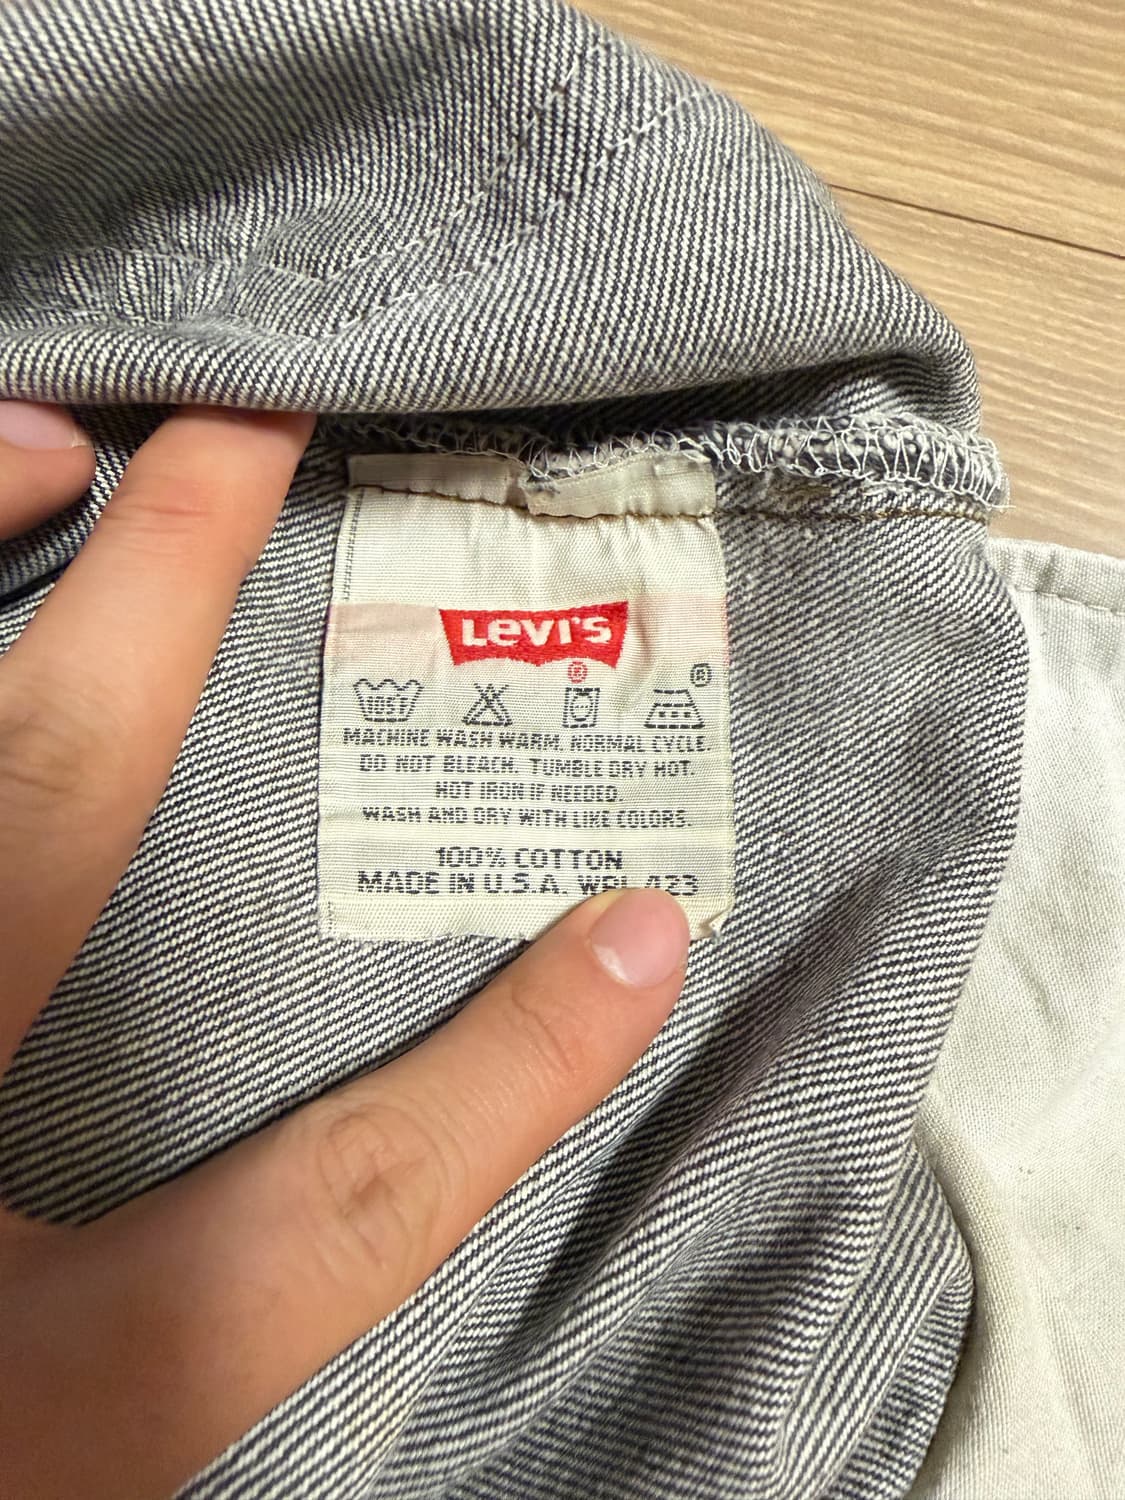 Levi's
®
®
HOST
MACHINE WASH WARM. NORMAL CYCLE.
DO NOT BLEACH. TUMBLE DRY HOT.
HOT IRON IF NEEDED.
WASH AND DRY WITH LIKE COLORS.
100% COTTON
MADE IN U.S.A. WPL 423